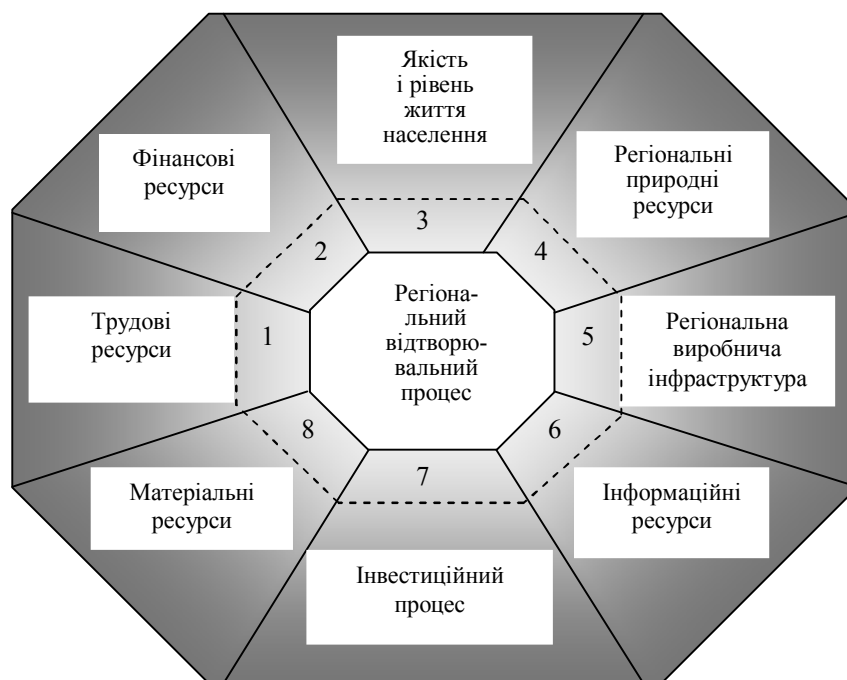 Якість
і рівень
життя
населення
Фінансові
ресурси
Регіональні
природні
ресурси
3
2
4
Трудові
ресурси
1
Регіона-
льний
відтворю-
вальний
процес
5
Регіональна
виробнича
інфраструктура
8
6
7
Матеріальні
ресурси
Інформаційні
ресурси
Інвестиційний
процес